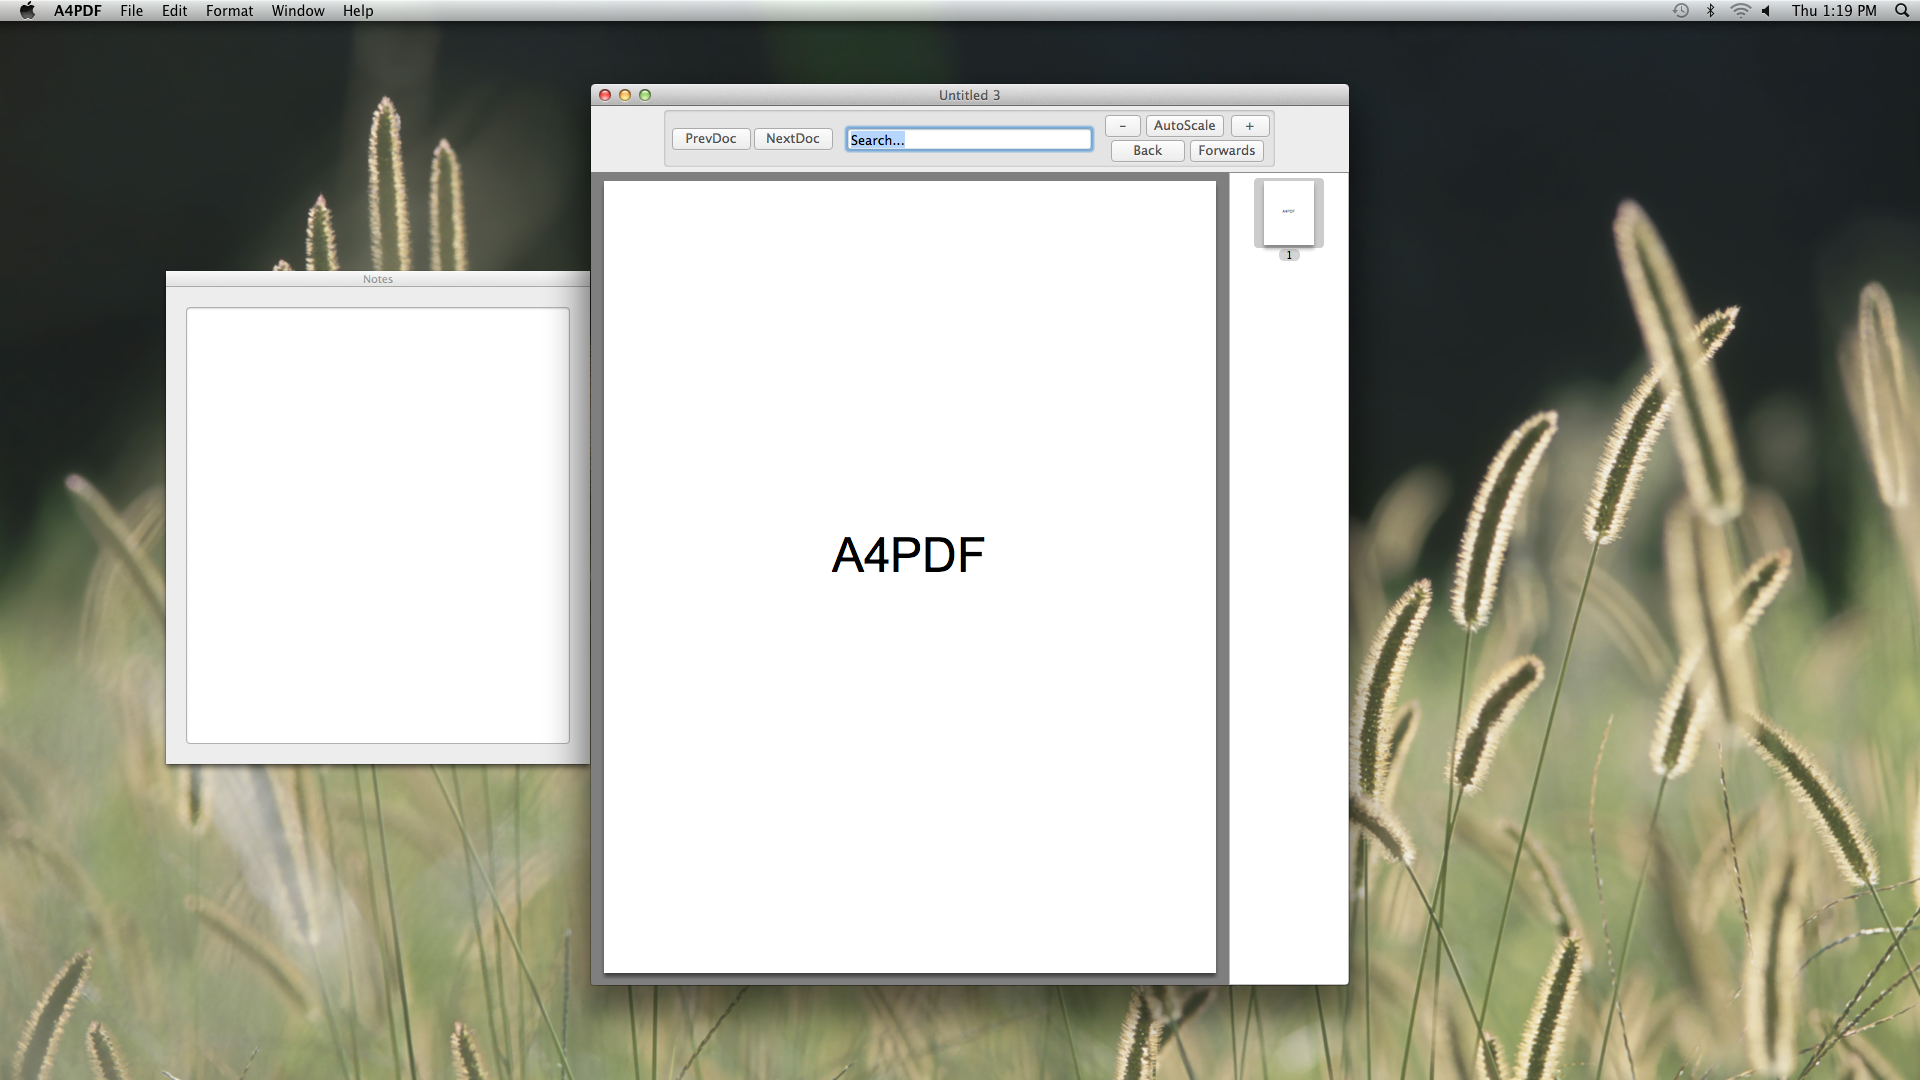 A4PDF File Edit Format Window Help Thu 1:19 PM
Untitled 3
PrevDoc NextDoc Search... - AutoScale +
Back Forwards
A4PDF
1
Notes
A4PDF